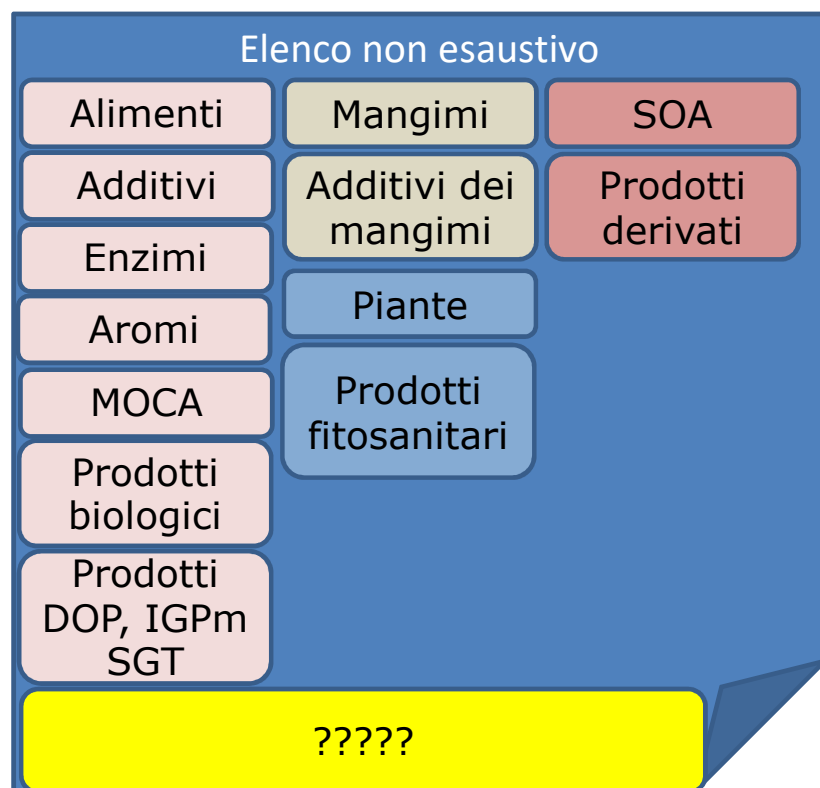 Elenco non esaustivo
Alimenti
Additivi
Enzimi
Aromi
MOCA
Prodotti
biologici
Prodotti
DOP, IGPm
SGT
Mangimi
Additivi dei
mangimi
Piante
Prodotti
fitosanitari
SOA
Prodotti
derivati
?????